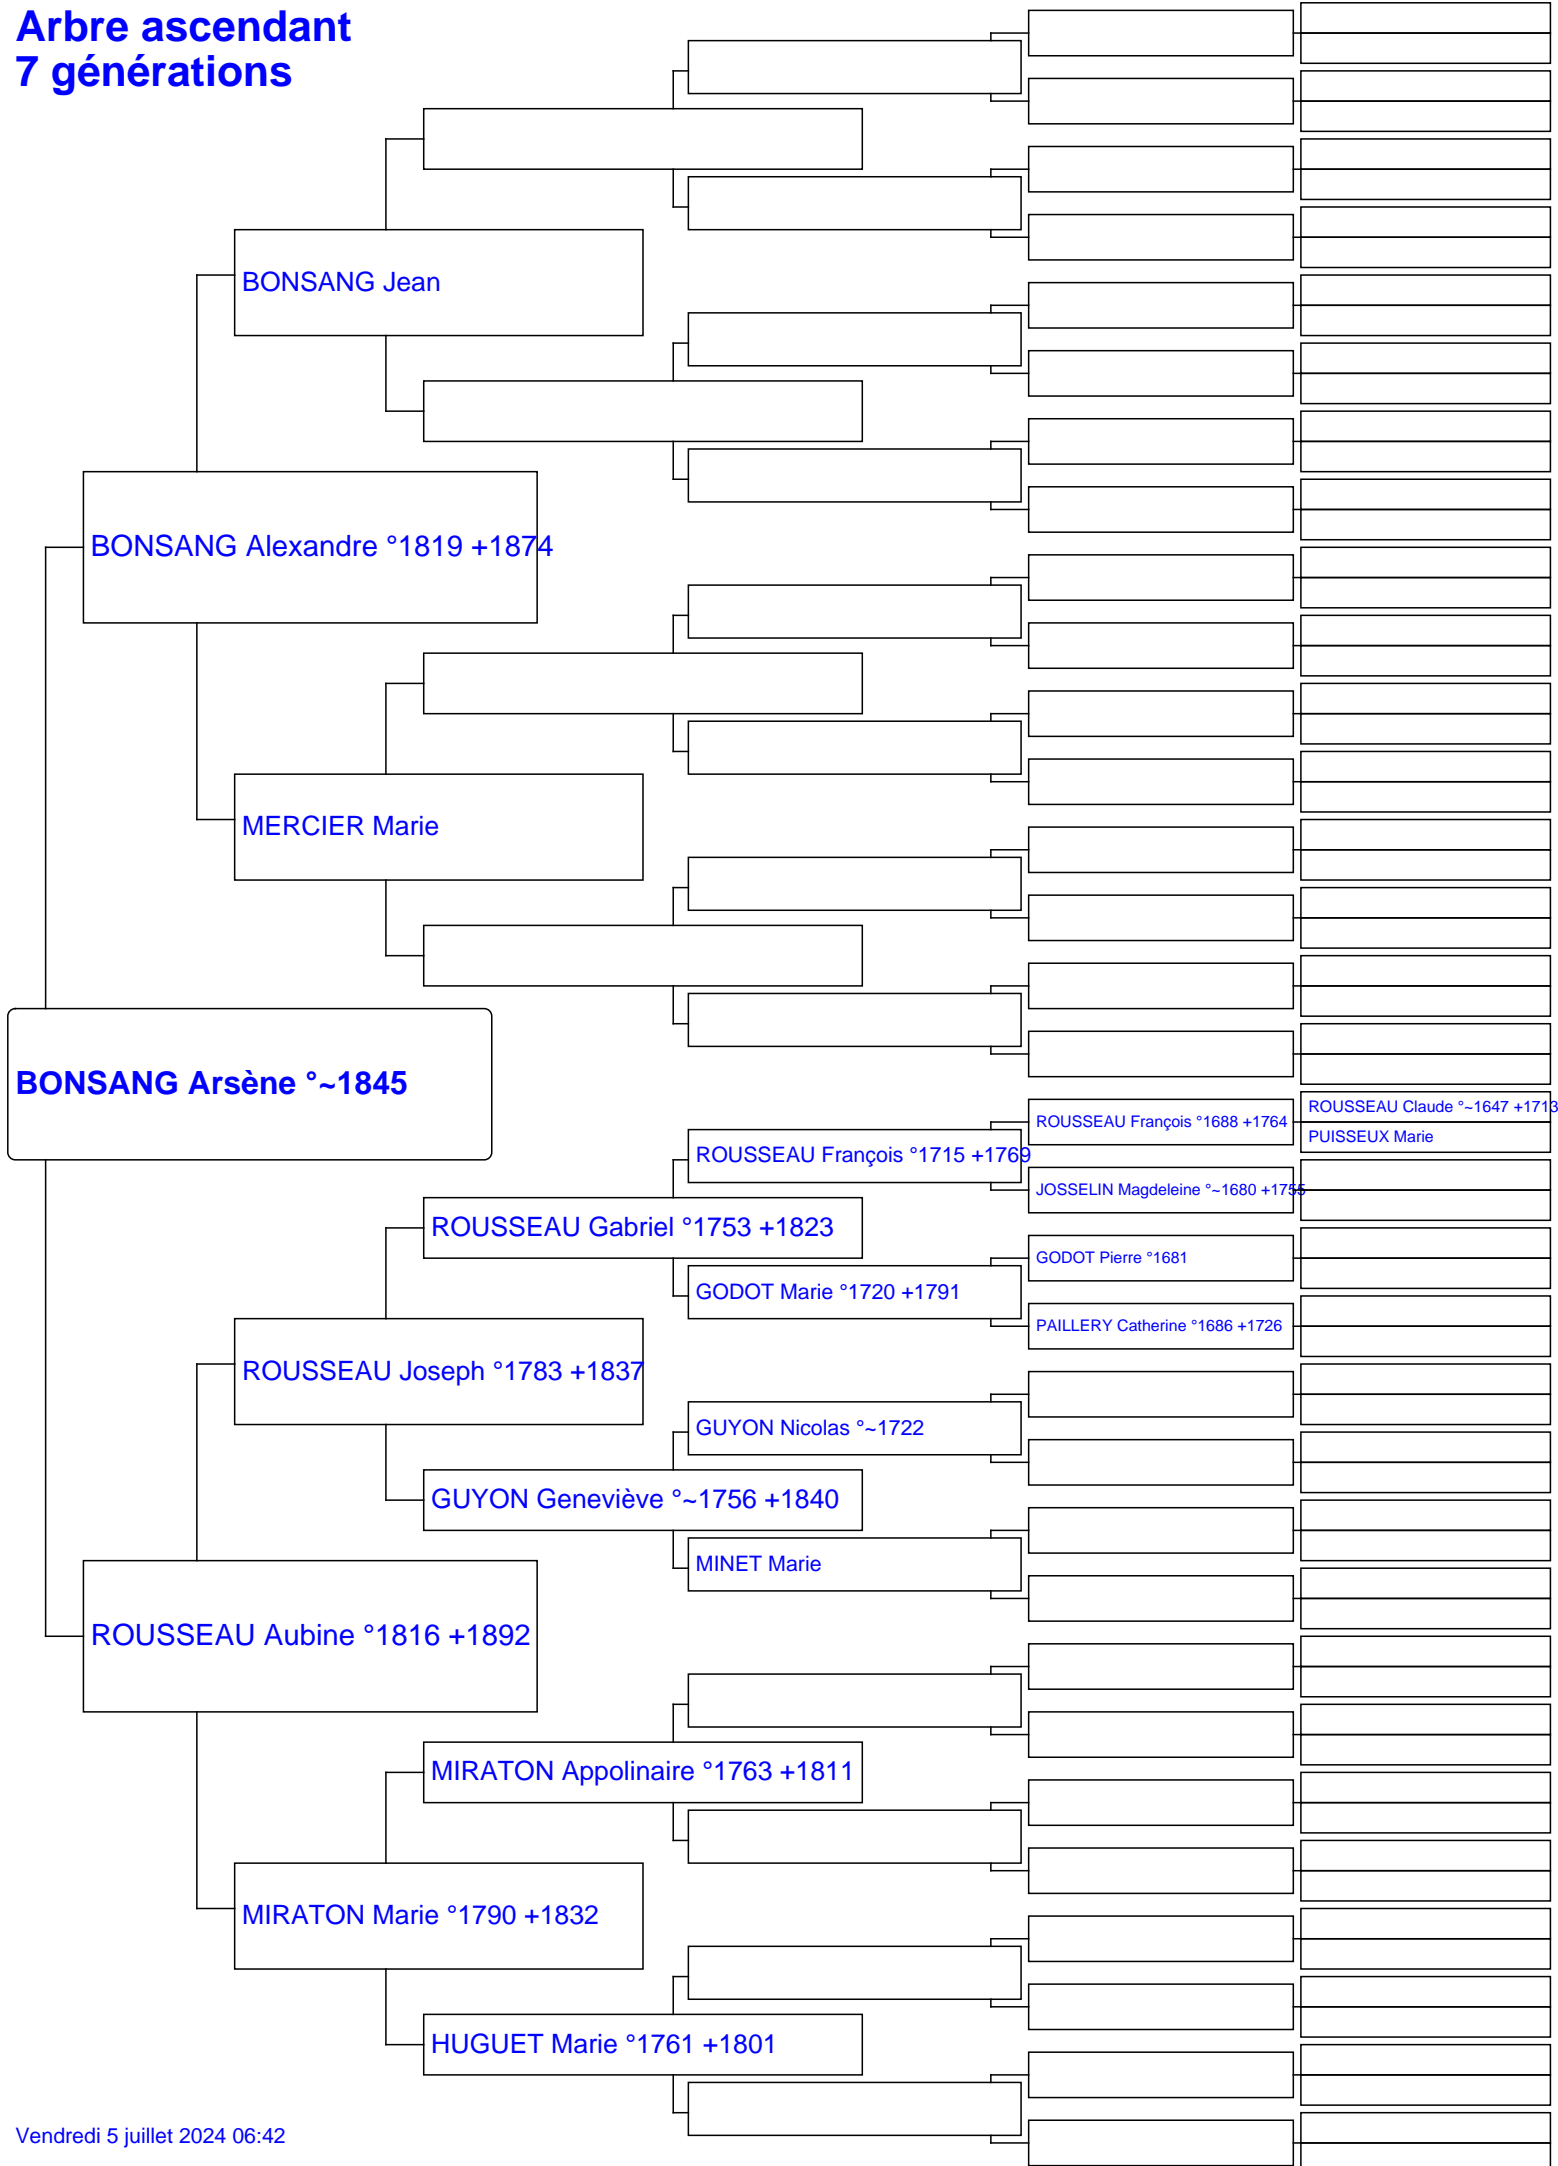 Arbre ascendant
7 générations
BONSANG Jean
BONSANG Alexandre °1819 +1874
MERCIER Marie
BONSANG Arsène °~1845
ROUSSEAU Claude °~1647 +1713
ROUSSEAU François °1688 +1764
PUISSEUX Marie
ROUSSEAU François °1715 +1769
JOSSELIN Magdeleine °~1680 +1755
ROUSSEAU Gabriel °1753 +1823
GODOT Pierre °1681
GODOT Marie °1720 +1791
PAILLERY Catherine °1686 +1726
ROUSSEAU Joseph °1783 +1837
GUYON Nicolas °~1722
GUYON Geneviève °~1756 +1840
MINET Marie
ROUSSEAU Aubine °1816 +1892
MIRATON Appolinaire °1763 +1811
MIRATON Marie °1790 +1832
HUGUET Marie °1761 +1801
Vendredi 5 juillet 2024 06:42